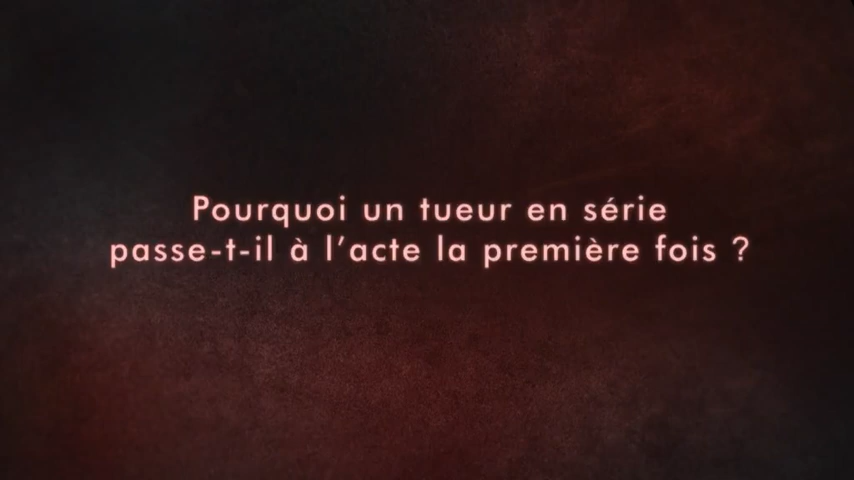 Pourquoi un tueur en série
passe-t-il à l’acte la première fois ?